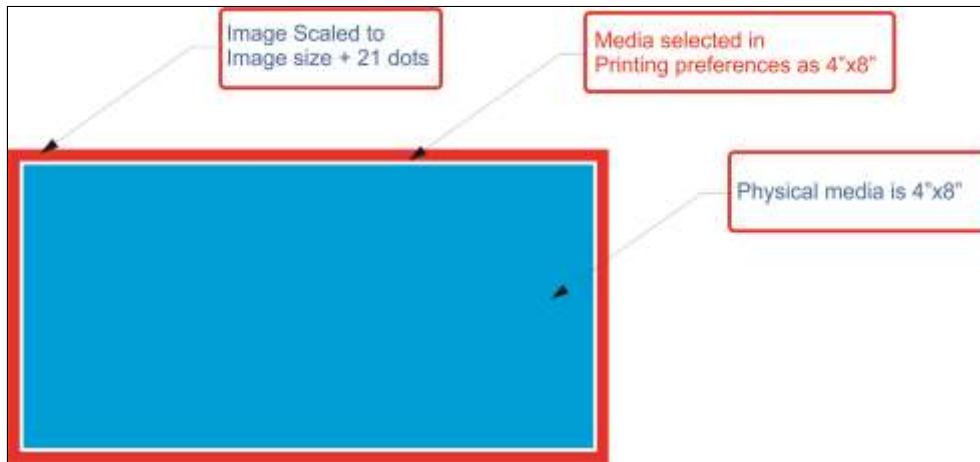 Image Scaled to
Image size + 21 dots
Media selected in
Printing preferences as 4”x8”
Physical media is 4”x8”